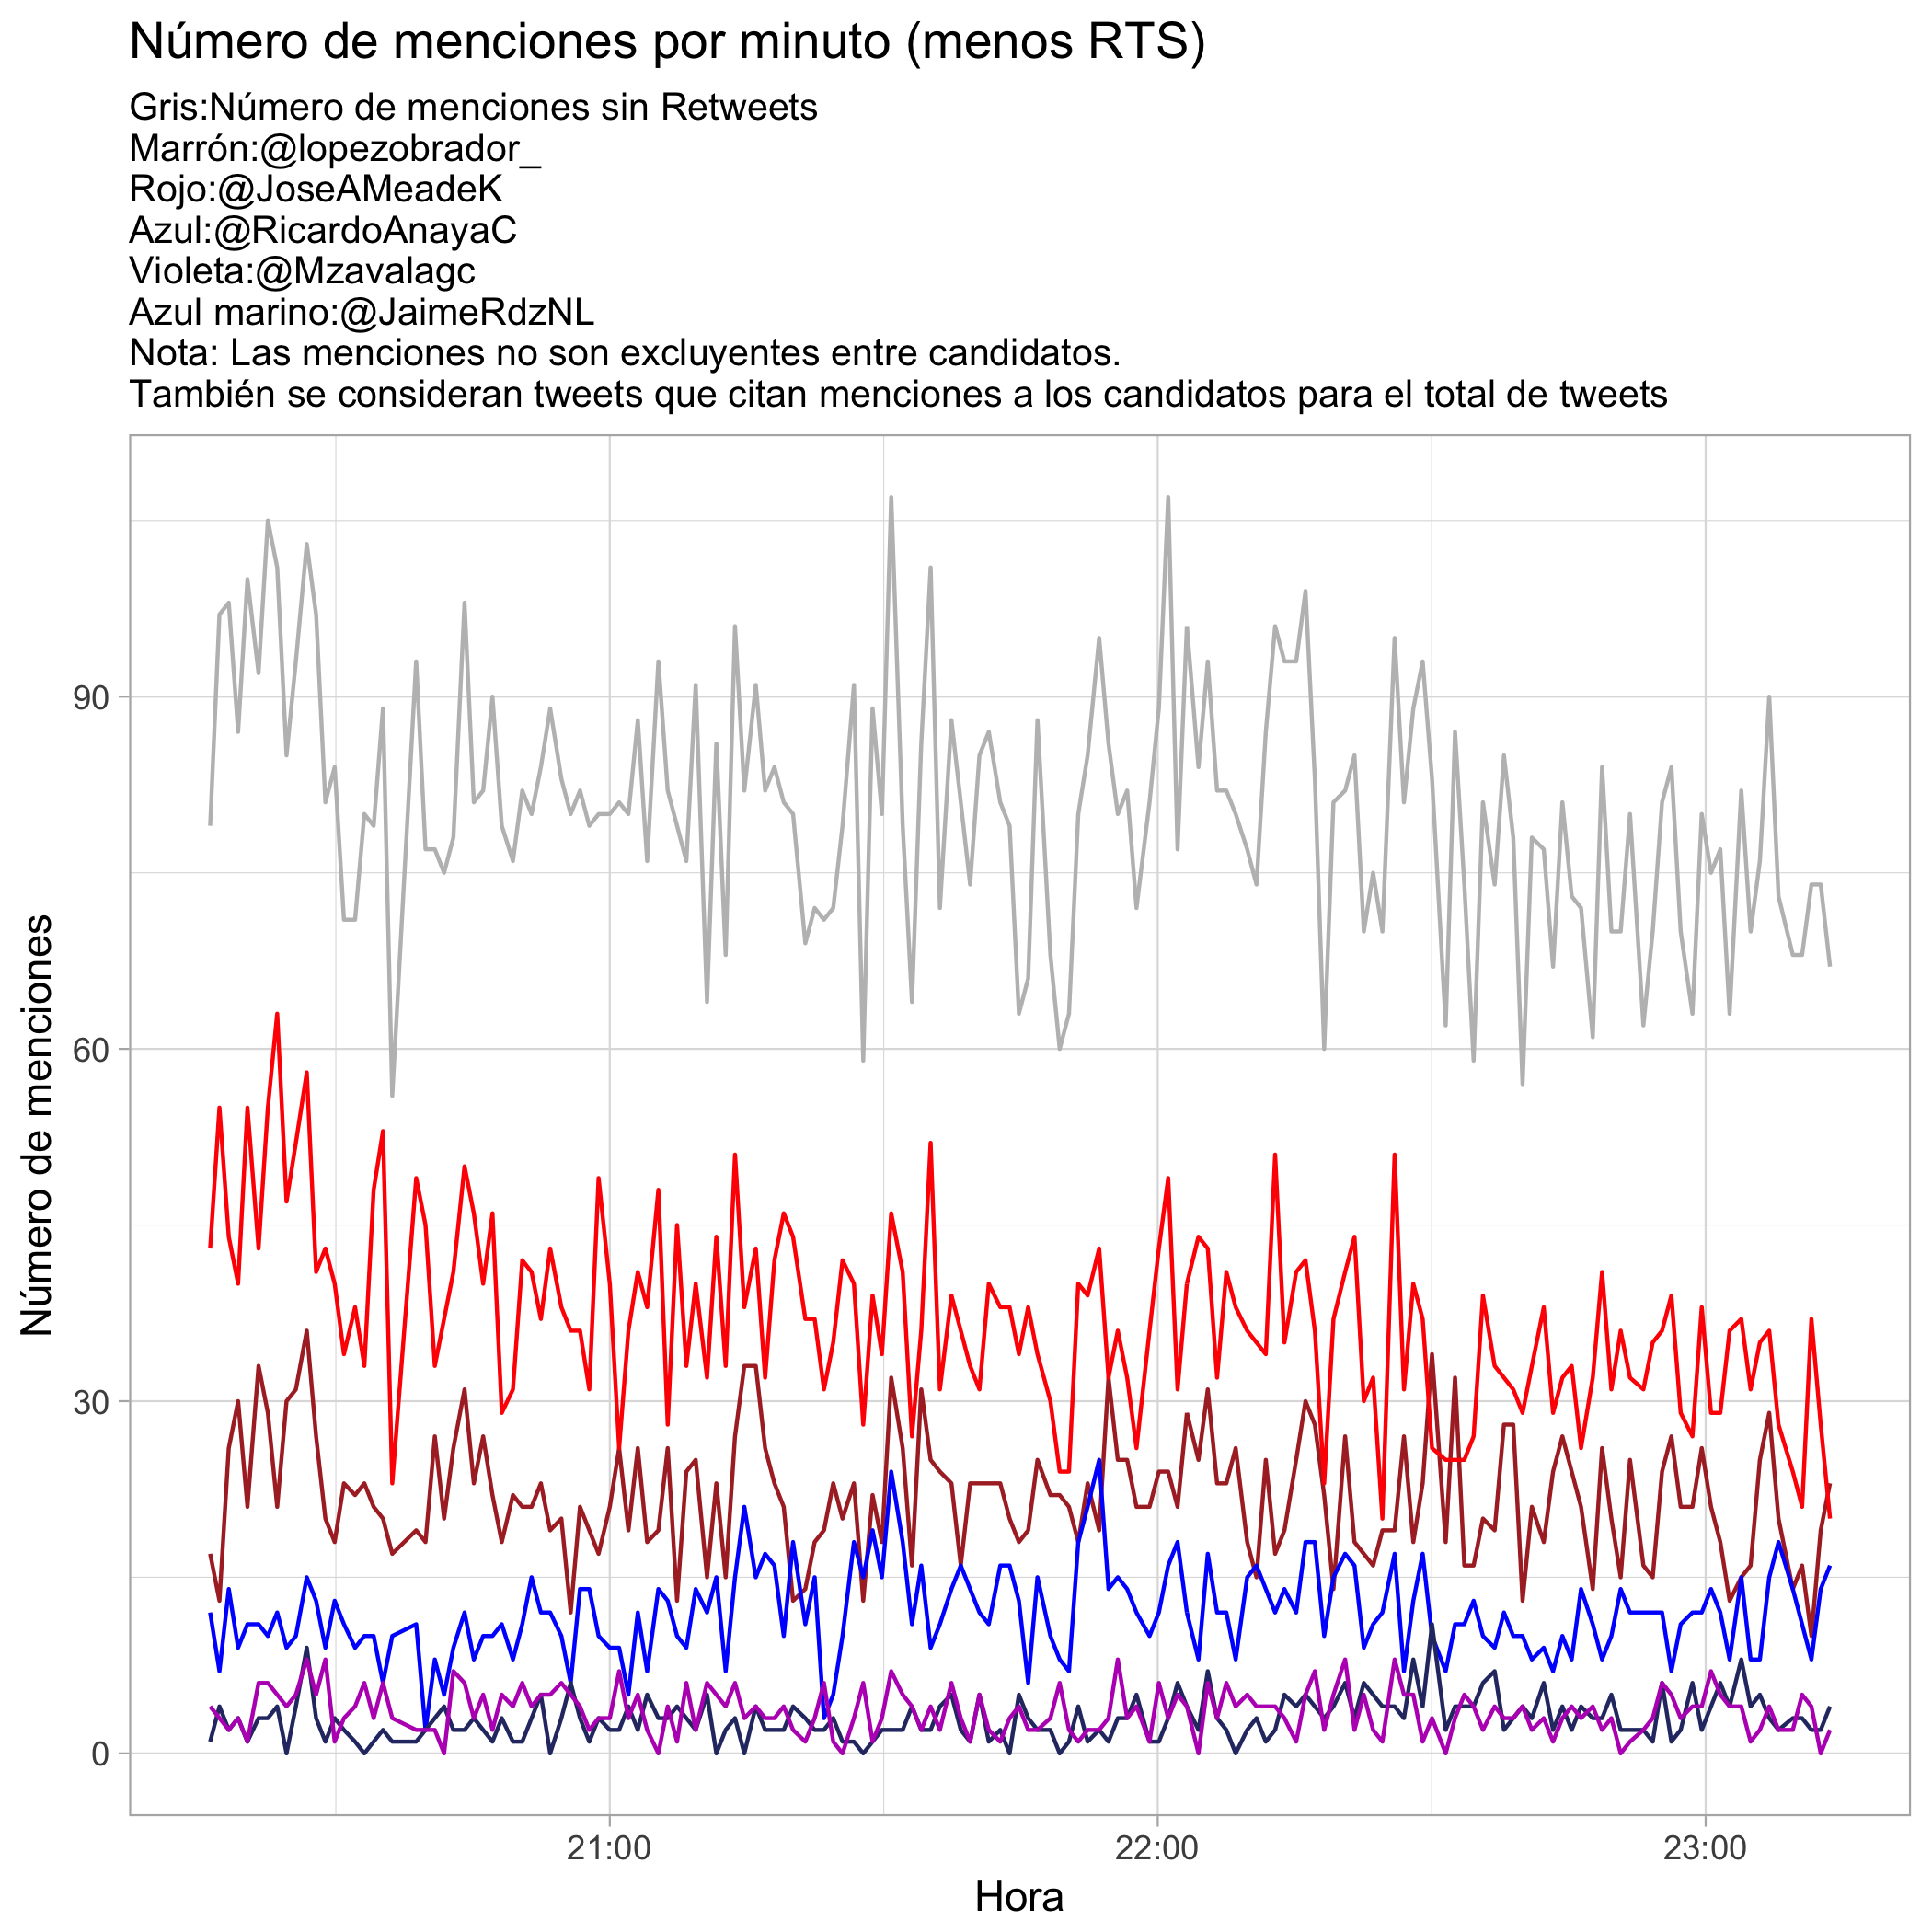 Número de menciones por minuto (menos RTS)
Gris:Número de menciones sin Retweets
Marrón:@lopezobrador_
Rojo:@JoseAMeadeK
Azul:@RicardoAnayaC
Violeta:@Mzavalagc
Azul marino:@JaimeRdzNL
Nota: Las menciones no son excluyentes entre candidatos.
También se consideran tweets que citan menciones a los candidatos para el total de tweets
Número de menciones
90
60
30
0
21:00
22:00
23:00
Hora